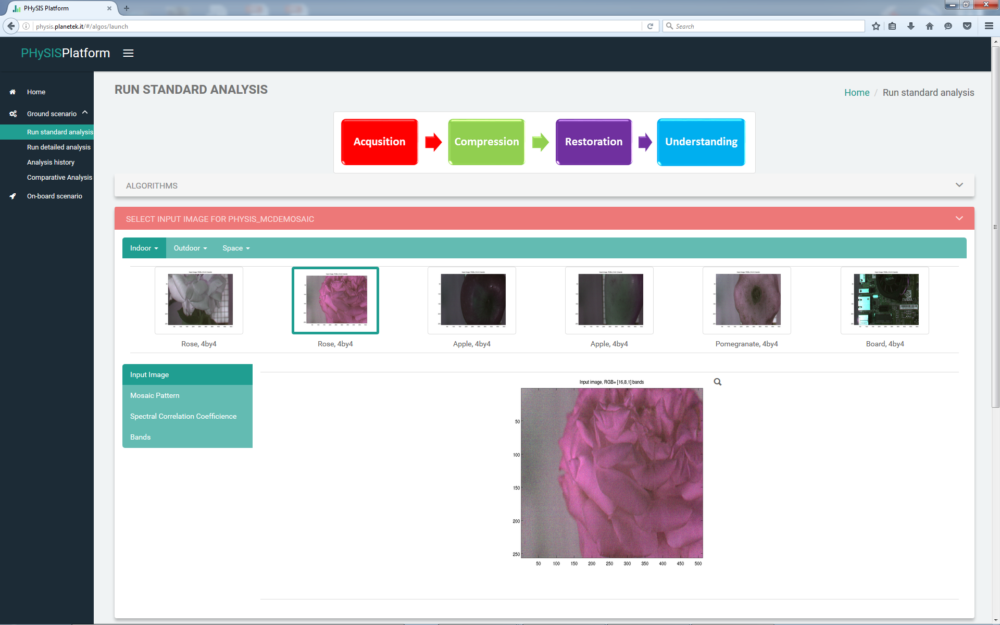 PHySIS Platform
physis.planetek.it/#/algos/launch
Search
PHySISPlatform
Home
Ground scenario
Run standard analysis
Run detailed analysis
Analysis history
Comparative Analysis
On-board scenario
RUN STANDARD ANALYSIS
Home / Run standard analysis
Acqusition
Compression
Restoration
Understanding
ALGORITHMS
SELECT INPUT IMAGE FOR PHYSIS_MCDEMOSAIC
Indoor
Outdoor
Space
Rose, 4by4
Rose, 4by4
Apple, 4by4
Apple, 4by4
Pomegranate, 4by4
Board, 4by4
Input Image
Mosaic Pattern
Spectral Correlation Coefficience
Bands
Input image, RGB= [16,8,1] bands
50
100
150
200
250
50 100 150 200 250 300 350 400 450 500